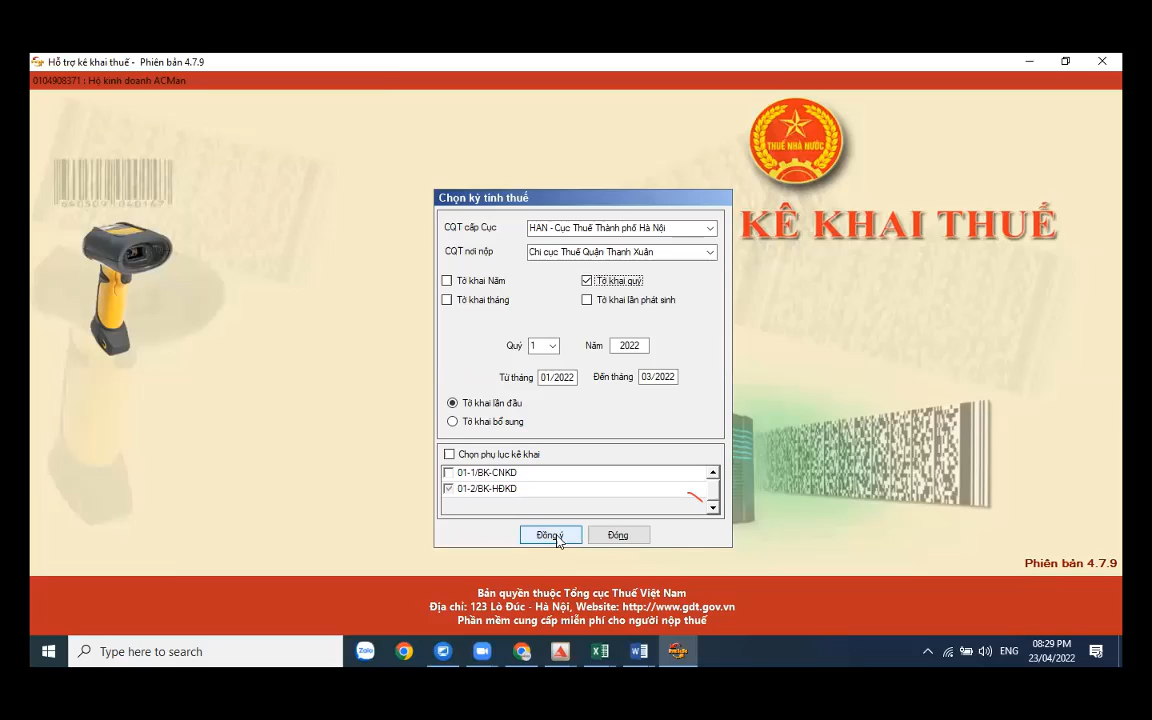 Hỗ trợ kê khai thuế - Phiên bản 4.7.9
0104908371 : Hộ kinh doanh ACMan
THUẾ NHÀ NƯỚC
KÊ KHAI THUẾ
Chọn kỳ tính thuế
CQT cấp Cục HAN - Cục Thuế Thành phố Hà Nội
CQT nơi nộp Chi cục Thuế Quận Thanh Xuân
Tờ khai Năm Tờ khai quý
Tờ khai tháng Tờ khai lần phát sinh
Quý 1 Năm 2022
Từ tháng 01/2022 Đến tháng 03/2022
Tờ khai lần đầu
Tờ khai bổ sung
Chọn phụ lục kê khai
01-1/BK-CNKD
01-2/BK-HĐKD
Đồng ý Đóng
Phiên bản 4.7.9
Bản quyền thuộc Tổng cục Thuế Việt Nam
Địa chỉ: 123 Lò Đúc - Hà Nội, Website: http://www.gdt.gov.vn
Phần mềm cung cấp miễn phí cho người nộp thuế
Type here to search
Zalo
ENG
08:29 PM
23/04/2022